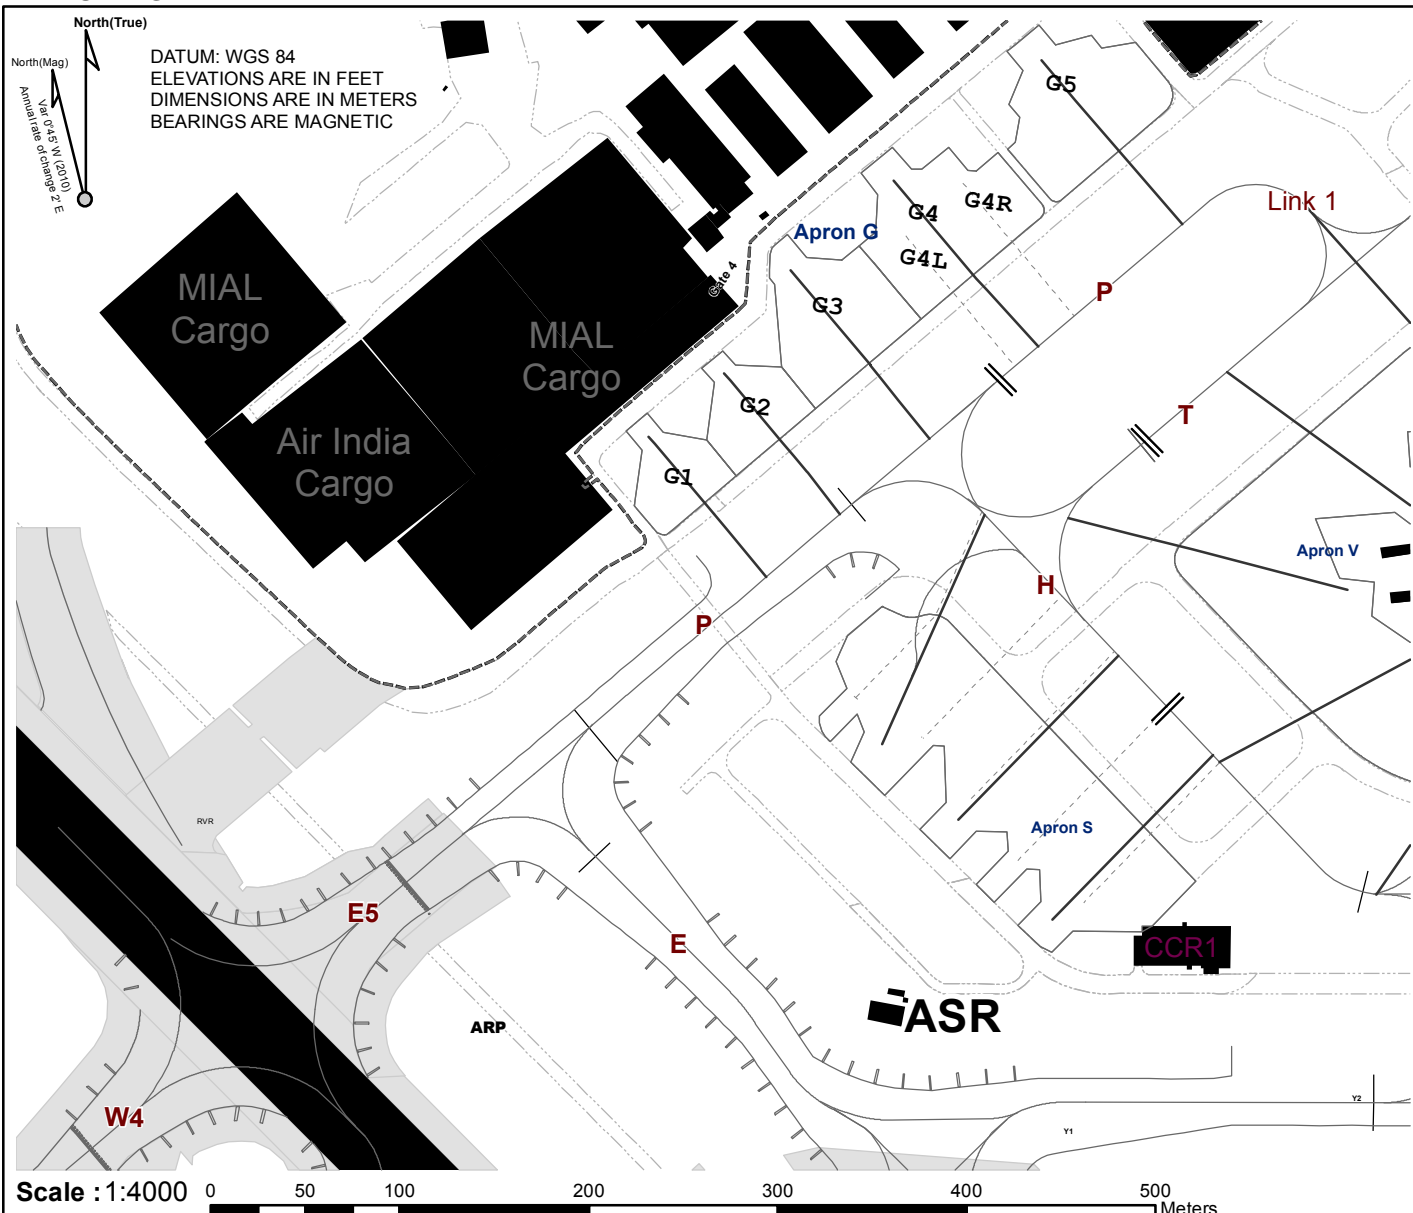 North(True)
North(Mag)
Var 0°45' W (2010)
Annual rate of change 2' E
DATUM: WGS 84
ELEVATIONS ARE IN FEET
DIMENSIONS ARE IN METERS
BEARINGS ARE MAGNETIC
G5
G4R
G4
Link 1
Apron G
G4L
Gate 4
MIAL
Cargo
G3
P
MIAL
Cargo
G2
T
Air India
Cargo
G1
Apron V
H
P
RVR
Apron S
E5
E
CCR1
ASR
ARP
W4
Y2
Y1
Scale : 1:4000
0 50 100 200 300 400 500
Meters